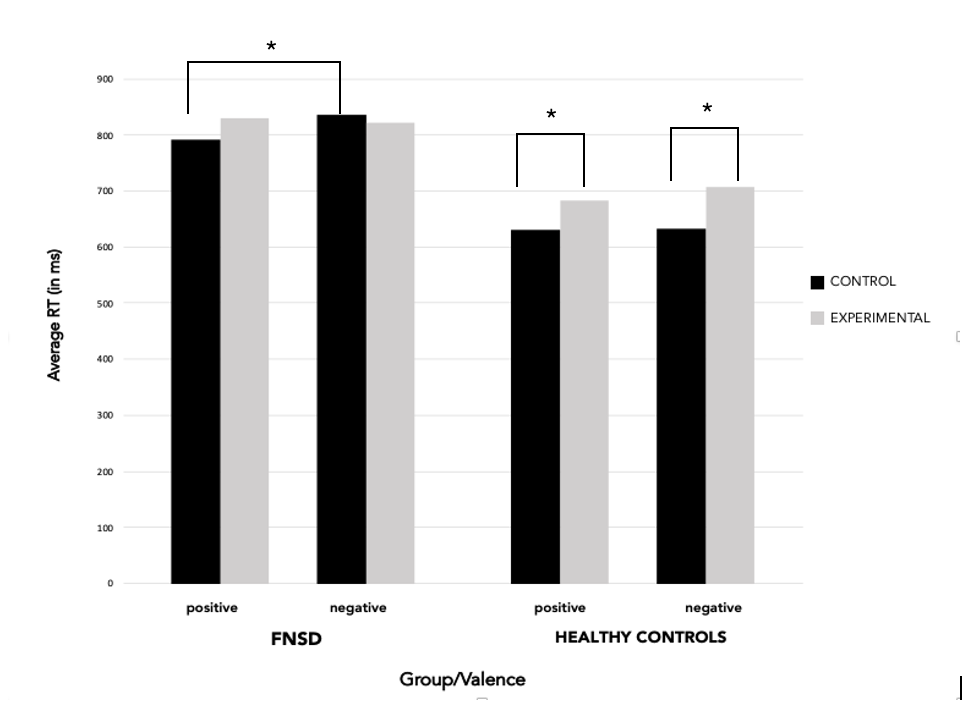 *
*
*
900
800
700
600
500
400
300
200
100
0
Average RT (in ms)
CONTROL
EXPERIMENTAL
positive negative positive negative
FNSD HEALTHY CONTROLS
Group/Valence